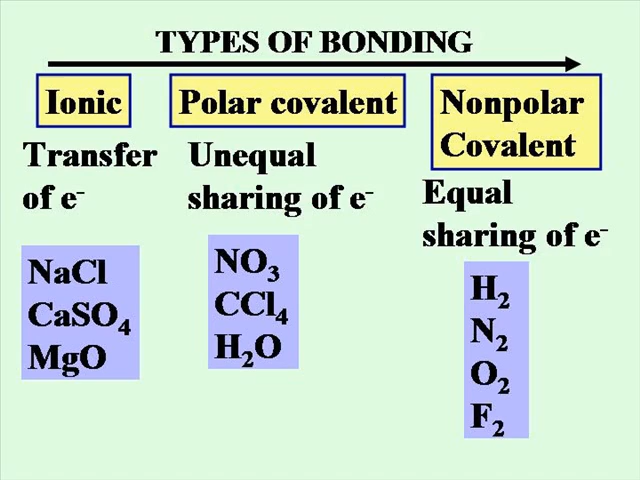 TYPES OF BONDING
Ionic
Transfer
of e⁻
NaCl
CaSO₄
MgO
Polar covalent
Unequal
sharing of e⁻
NO₃
CCl₄
H₂O
Nonpolar
Covalent
Equal
sharing of e⁻
H₂
N₂
O₂
F₂